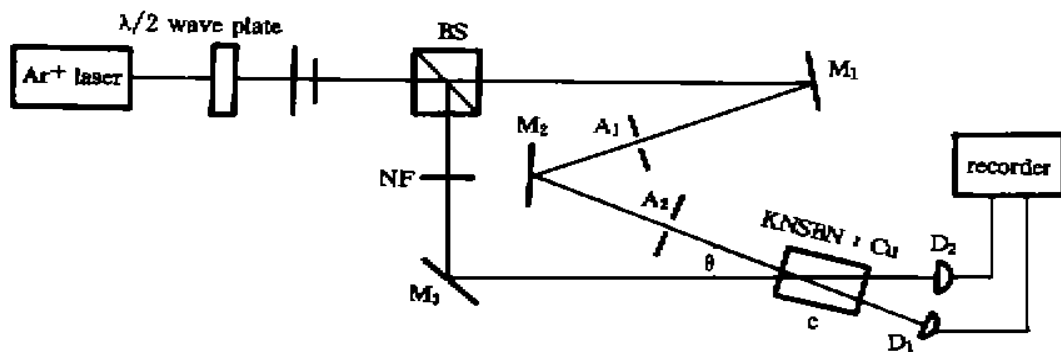 λ/2 wave plate
BS
Ar⁺ laser
M₁
M₂
A₁
recorder
NF
A₂
KNSBN : Cu
D₂
θ
M₃
c
D₁